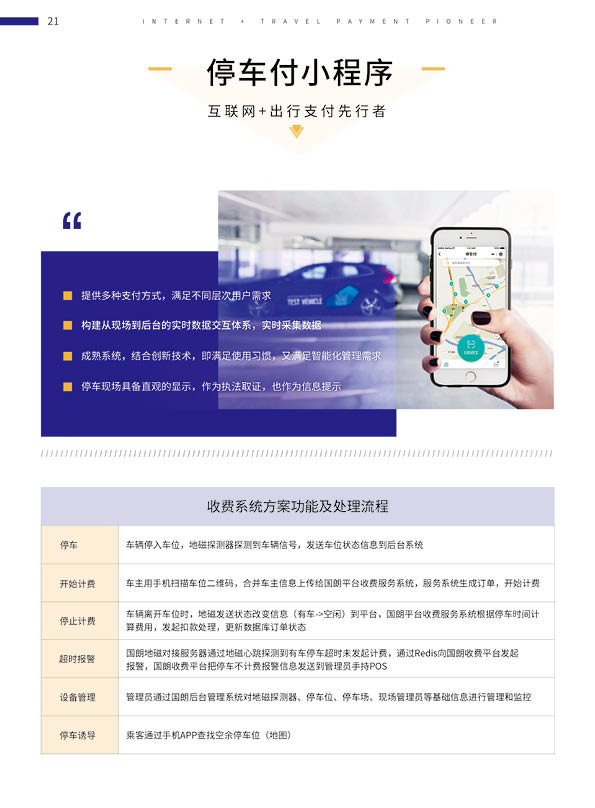 21
INTERNET + TRAVEL PAYMENT PIONEER
停车付小程序
互联网+出行支付先行者
“
提供多种支付方式，满足不同层次用户需求
构建从现场到后台的实时数据交互体系，实时采集数据
成熟系统，结合创新技术，即满足使用习惯，又满足智能化管理需求
停车现场具备直观的显示，作为执法取证，也作为信息提示
TEST VEHICLE
停车付
收费系统方案功能及处理流程
停车
车辆停入车位，地磁探测器探测到车辆信号，发送车位状态信息到后台系统
开始计费
车主用手机扫描车位二维码，合并车主信息上传给国朗平台收费服务系统，服务系统生成订单，开始计费
停止计费
车辆离开车位时，地磁发送状态改变信息（有车->空闲）到平台，国朗平台收费服务系统根据停车时间计
算费用，发起扣款处理，更新数据库订单状态
超时报警
国朗地磁对接服务器通过地磁心跳探测到有车停车超时未发起计费，通过Redis向国朗收费平台发起
报警，国朗收费平台把停车不计费报警信息发送到管理员手持POS
设备管理
管理员通过国朗后台管理系统对地磁探测器、停车位、停车场、现场管理员等基础信息进行管理和监控
停车诱导
乘客通过手机APP查找空余停车位（地图）